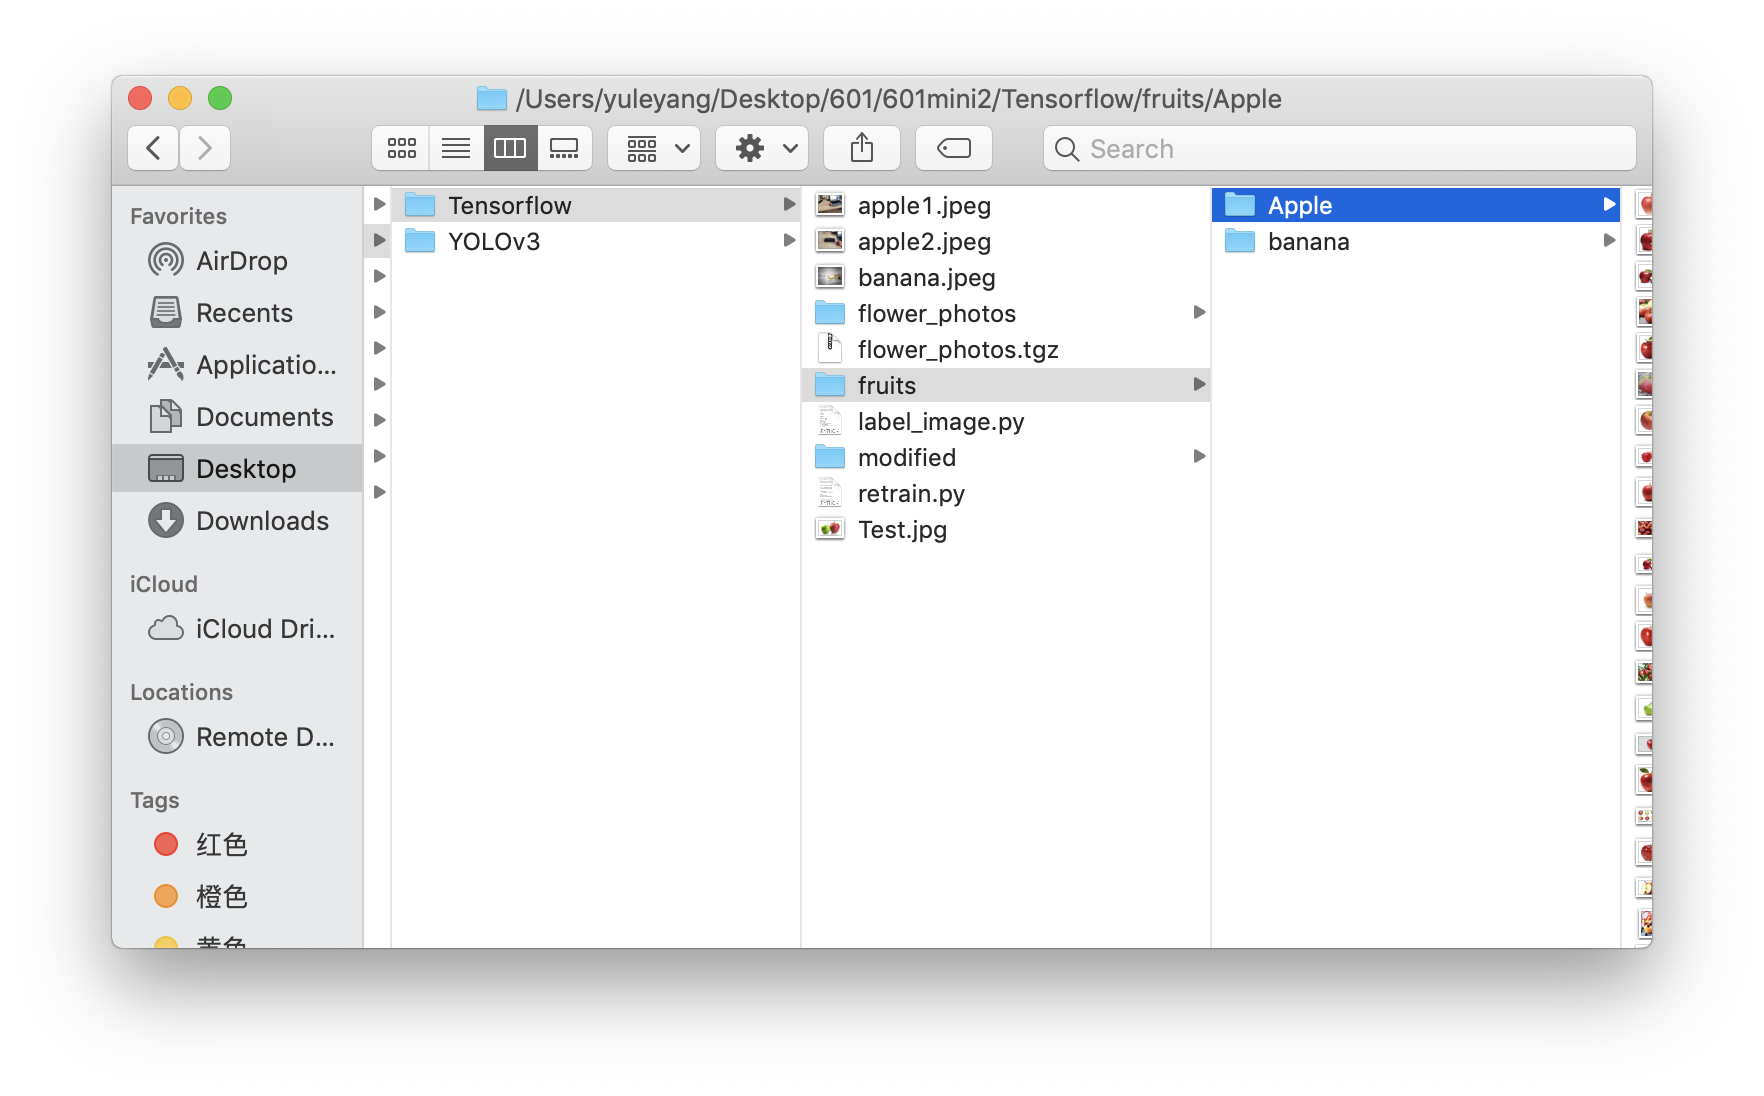 /Users/yuleyang/Desktop/601/601mini2/Tensorflow/fruits/Apple
Search
Favorites
AirDrop
Recents
Applicatio...
Documents
Desktop
Downloads
iCloud
iCloud Dri...
Locations
Remote D...
Tags
红色
橙色
黄色
Tensorflow
YOLOv3
apple1.jpeg
apple2.jpeg
banana.jpeg
flower_photos
flower_photos.tgz
fruits
label_image.py
modified
retrain.py
Test.jpg
Apple
banana